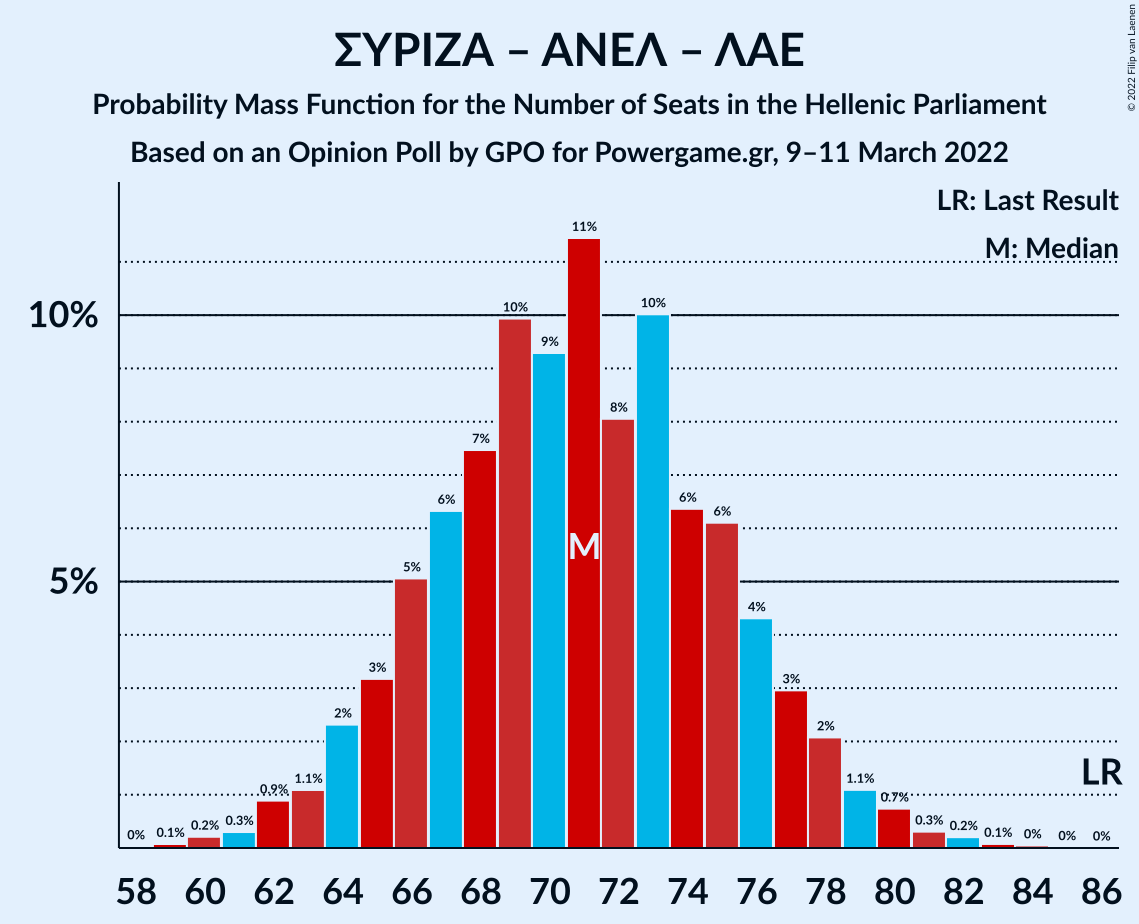 ΣΥΡΙΖΑ – ΑΝΕΛ – ΛΑΕ
Probability Mass Function for the Number of Seats in the Hellenic Parliament
Based on an Opinion Poll by GPO for Powergame.gr, 9–11 March 2022
© 2022 Filip van Laenen
LR: Last Result
M: Median
10%
5%
0% 0.1% 0.2% 0.3% 0.9% 1.1% 2% 3% 5% 6% 7% 10% 9% 11% 8% 10% 6% 6% 4% 3% 2% 1.1% 0.7% 0.3% 0.2% 0.1% 0% 0% 0%
M
LR
58 60 62 64 66 68 70 72 74 76 78 80 82 84 86